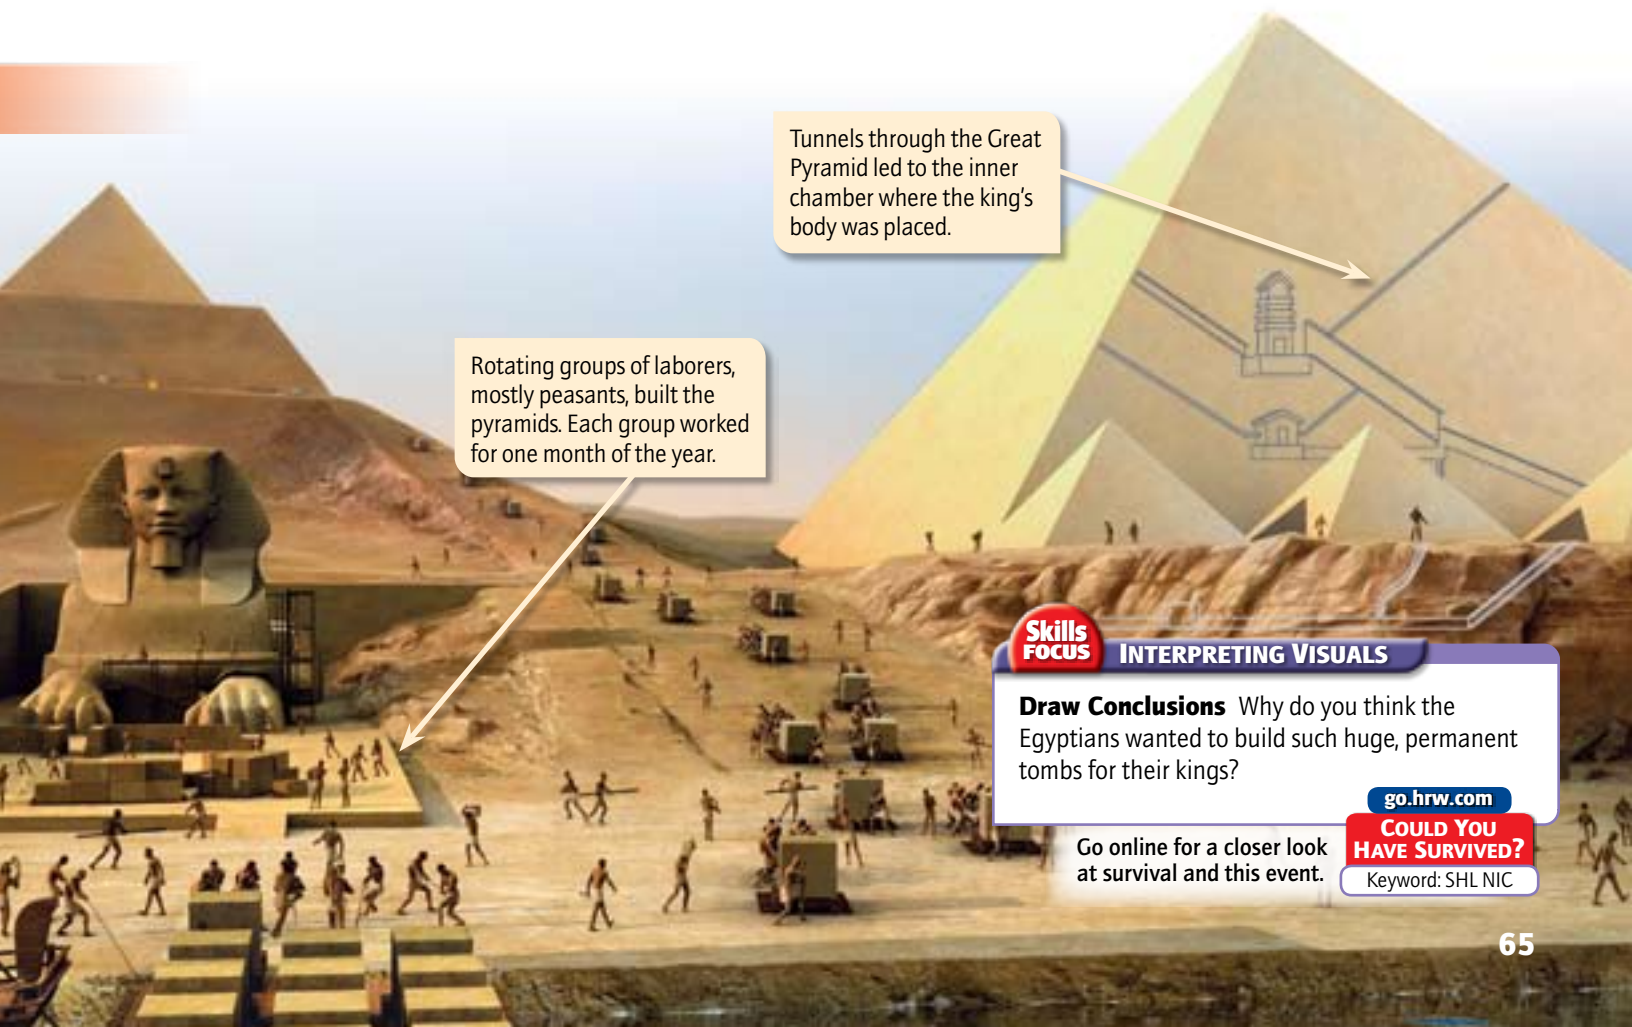 Tunnels through the Great
Pyramid led to the inner
chamber where the king's
body was placed.
Rotating groups of laborers,
mostly peasants, built the
pyramids. Each group worked
for one month of the year.
Skills
FOCUS
INTERPRETING VISUALS
Draw Conclusions Why do you think the
Egyptians wanted to build such huge, permanent
tombs for their kings?
go.hrw.com
COULD YOU
HAVE SURVIVED?
Keyword: SHL NIC
Go online for a closer look
at survival and this event.
65